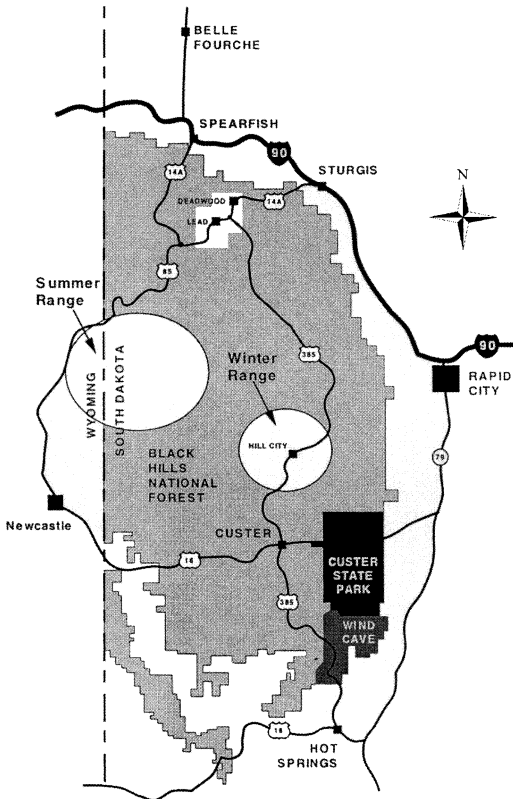 BELLE
FOURCHE
SPEARFISH
90
STURGIS
14A
DEADWOOD
14A
LEAD
N
85
Summer
Range
385
90
Winter
Range
RAPID
CITY
WYOMING
SOUTH DAKOTA
HILL CITY
BLACK
HILLS
NATIONAL
FOREST
79
Newcastle
CUSTER
16
CUSTER
STATE
PARK
385
WIND
CAVE
18
HOT
SPRINGS